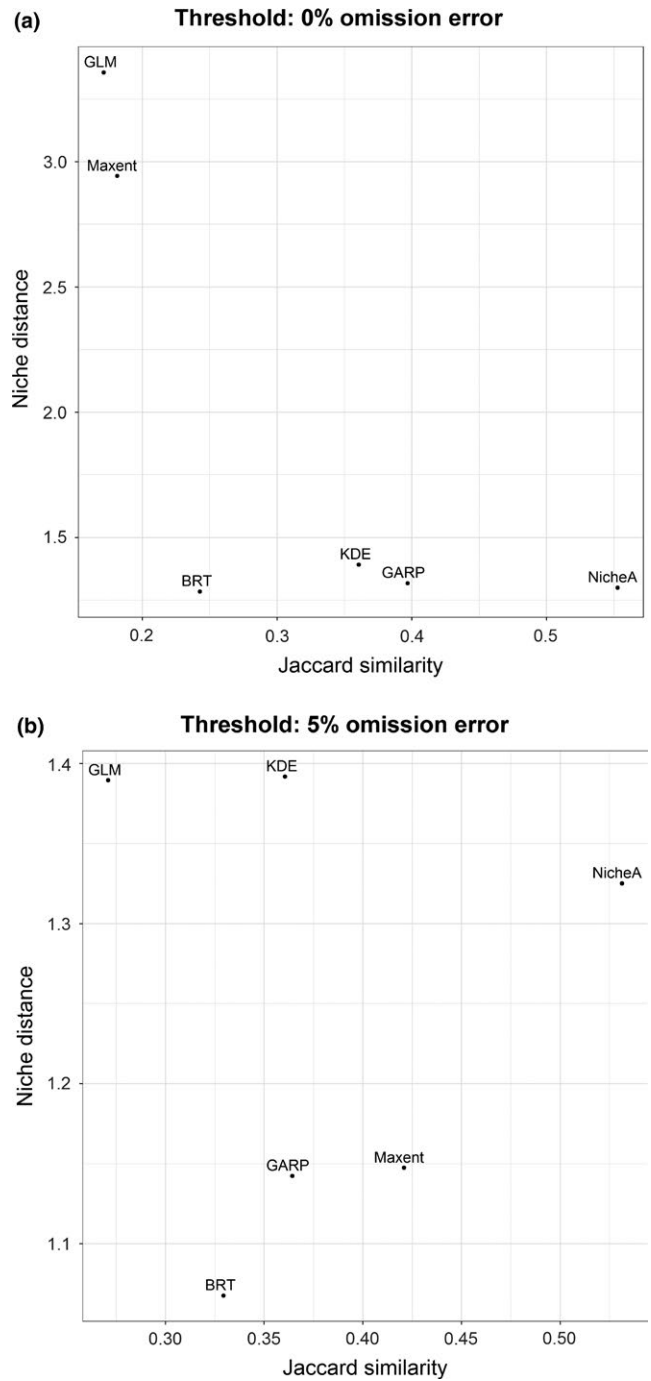 (a) Threshold: 0% omission error
GLM
Maxent
KDE
GARP
BRT
NicheA
3.0
2.5
2.0
1.5
Niche distance
0.2 0.3 0.4 0.5
Jaccard similarity
(b) Threshold: 5% omission error
GLM
KDE
NicheA
GARP
Maxent
BRT
1.4
1.3
1.2
1.1
Niche distance
0.30 0.35 0.40 0.45 0.50
Jaccard similarity